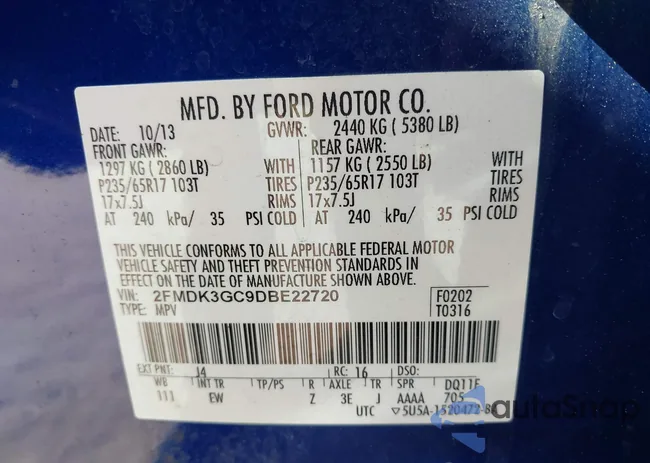 MFD. BY FORD MOTOR CO.
DATE: 10/13 GVWR: 2440 KG ( 5380 LB)
FRONT GAWR: REAR GAWR:
1297 KG ( 2860 LB) WITH 1157 KG ( 2550 LB) WITH
P235/65R17 103T TIRES P235/65R17 103T TIRES
17x7.5J RIMS 17x7.5J RIMS
AT 240 kPa/ 35 PSI COLD AT 240 kPa/ 35 PSI COLD
THIS VEHICLE CONFORMS TO ALL APPLICABLE FEDERAL MOTOR
VEHICLE SAFETY AND THEFT PREVENTION STANDARDS IN
EFFECT ON THE DATE OF MANUFACTURE SHOWN ABOVE.
VIN: 2FMDK3GC9DBE22720 F0202
TYPE: MPV T0316
EXT PNT: J4 RC: 16 DSO:
WB INT TR TP/PS R AXLE TR SPR DQ11F
111 EW Z 3E J AAAA 705
UTC ▽5U5A-1520472-B
autoSnap